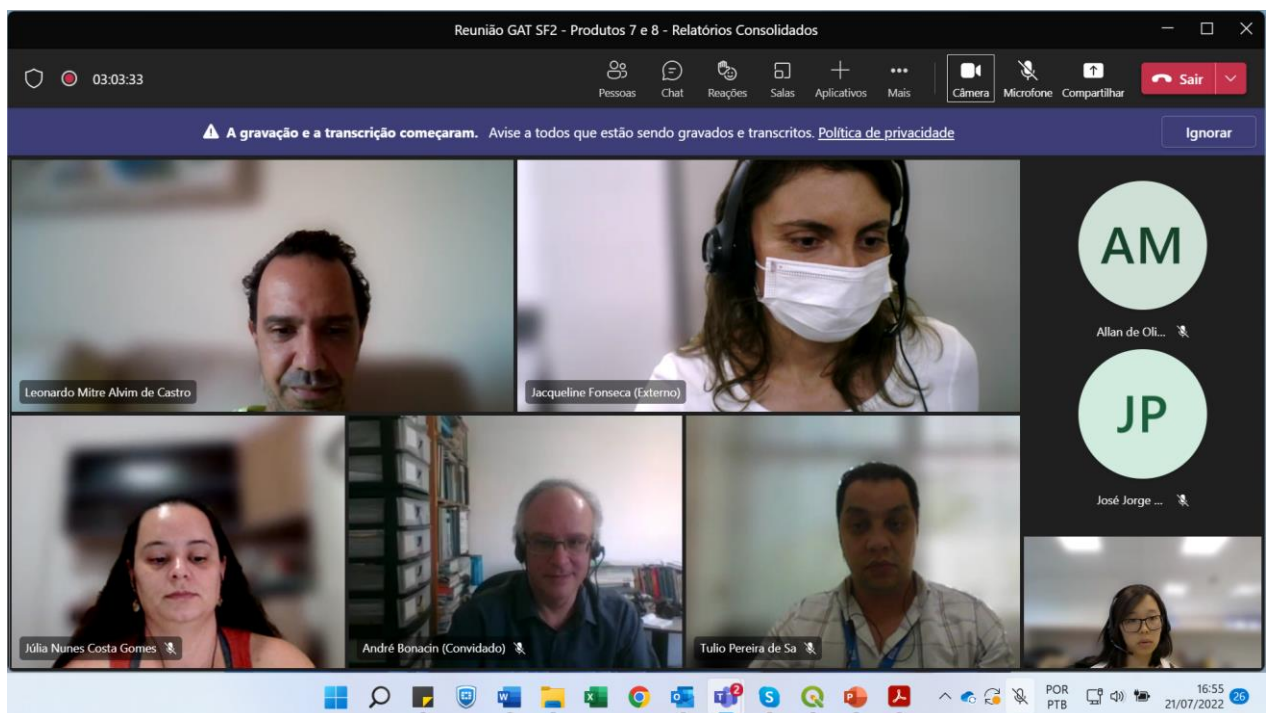 Reunião GAT SF2 - Produtos 7 e 8 - Relatórios Consolidados
03:03:33
Pessoas
Chat
Reações
Salas
Aplicativos
Mais
Câmera
Microfone
Compartilhar
Sair
A gravação e a transcrição começaram. Avise a todos que estão sendo gravados e transcritos. Política de privacidade
Ignorar
Leonardo Mitre Alvim de Castro
Jacqueline Fonseca (Externo)
AM
Allan de Oli...
JP
José Jorge ...
Júlia Nunes Costa Gomes
André Bonacin (Convidado)
Tulio Pereira de Sa
2
POR
PTB
16:55
21/07/2022
26